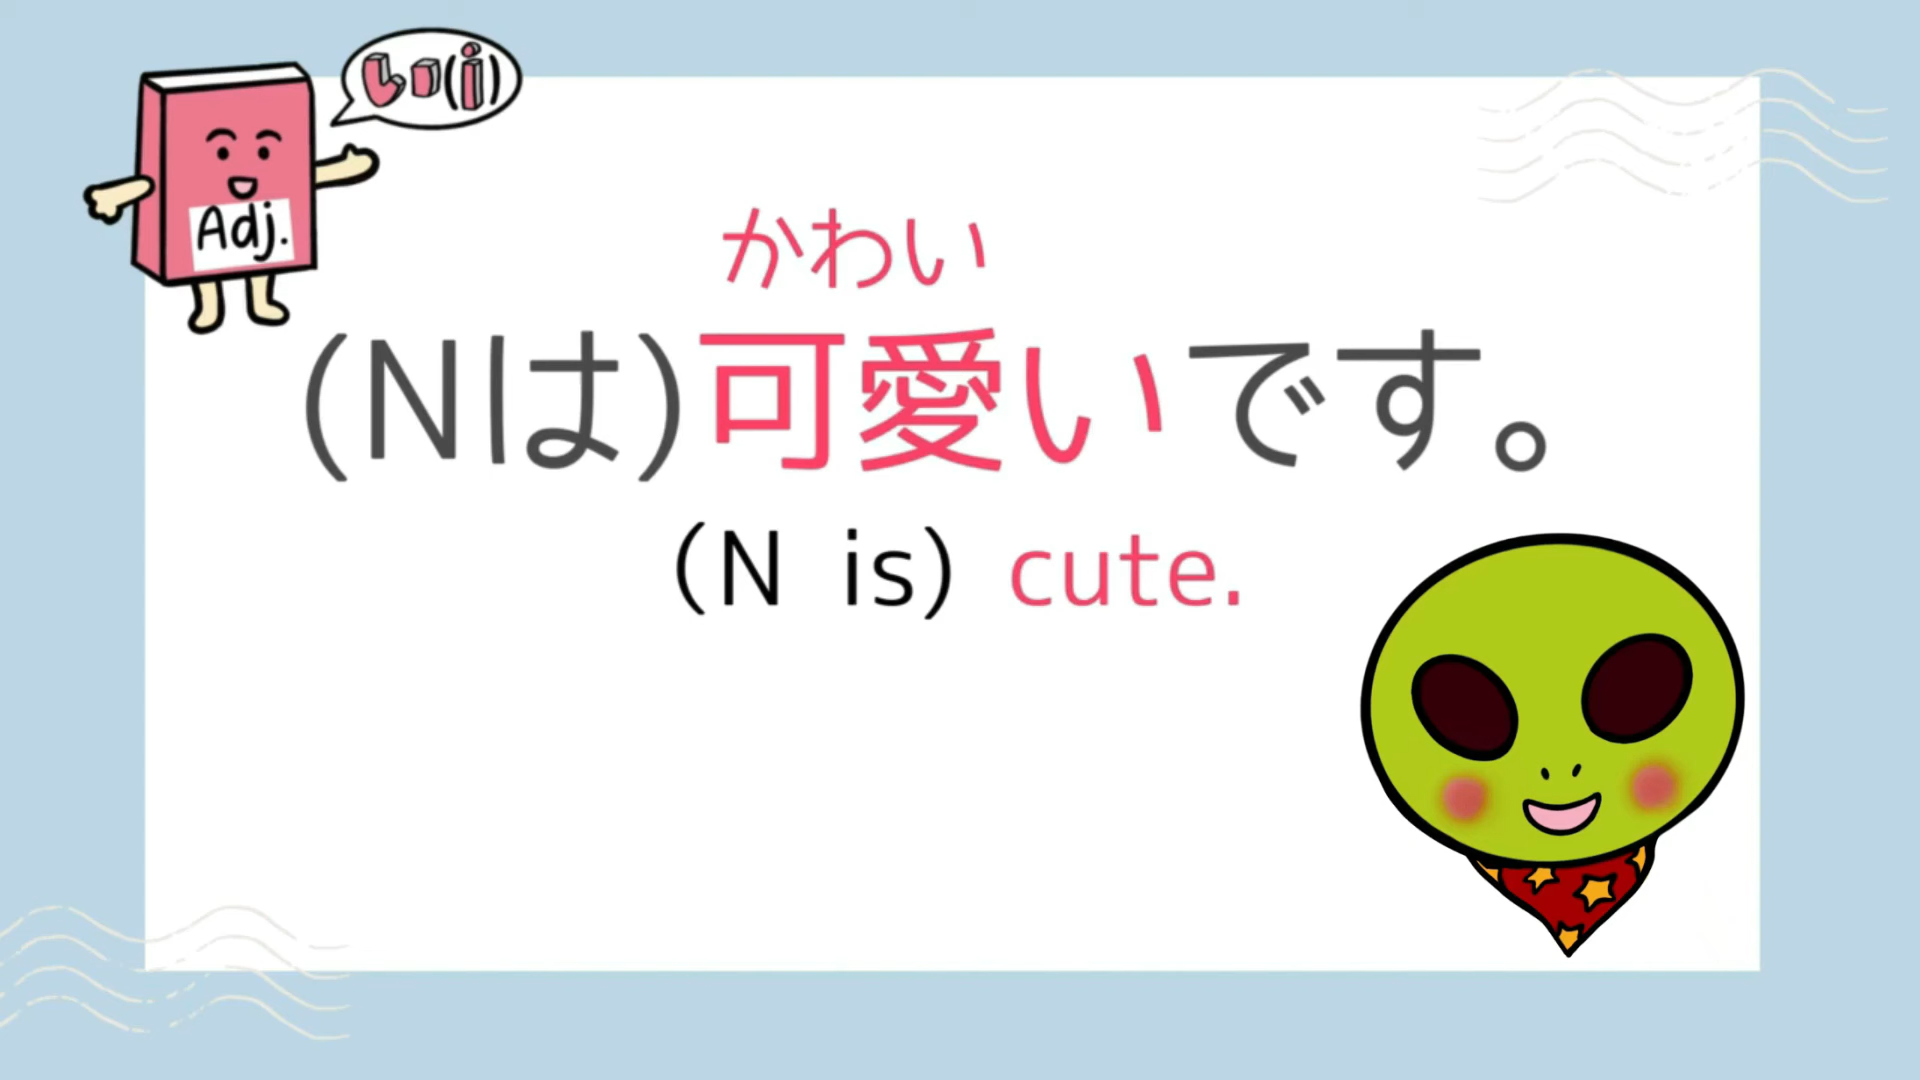 い(i)
Adj.
かわい
(Nは)可愛いです。
(N is) cute.